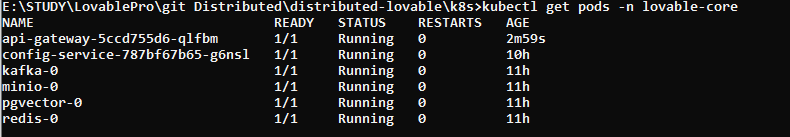 E:\STUDY\LovablePro\git Distributed\distributed-lovable\k8s>kubectl get pods -n lovable-core
NAME READY STATUS RESTARTS AGE
api-gateway-5ccd755d6-qlfbm 1/1 Running 0 2m59s
config-service-787bf67b65-g6nsl 1/1 Running 0 10h
kafka-0 1/1 Running 0 11h
minio-0 1/1 Running 0 11h
pgvector-0 1/1 Running 0 11h
redis-0 1/1 Running 0 11h